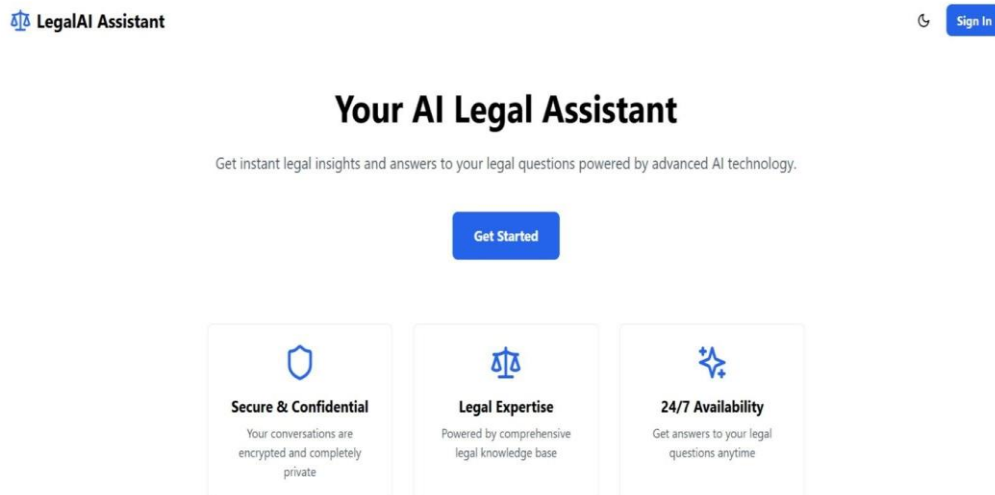 LegalAI Assistant
Sign In
Your AI Legal Assistant
Get instant legal insights and answers to your legal questions powered by advanced AI technology.
Get Started
Secure & Confidential
Your conversations are
encrypted and completely
private
Legal Expertise
Powered by comprehensive
legal knowledge base
24/7 Availability
Get answers to your legal
questions anytime